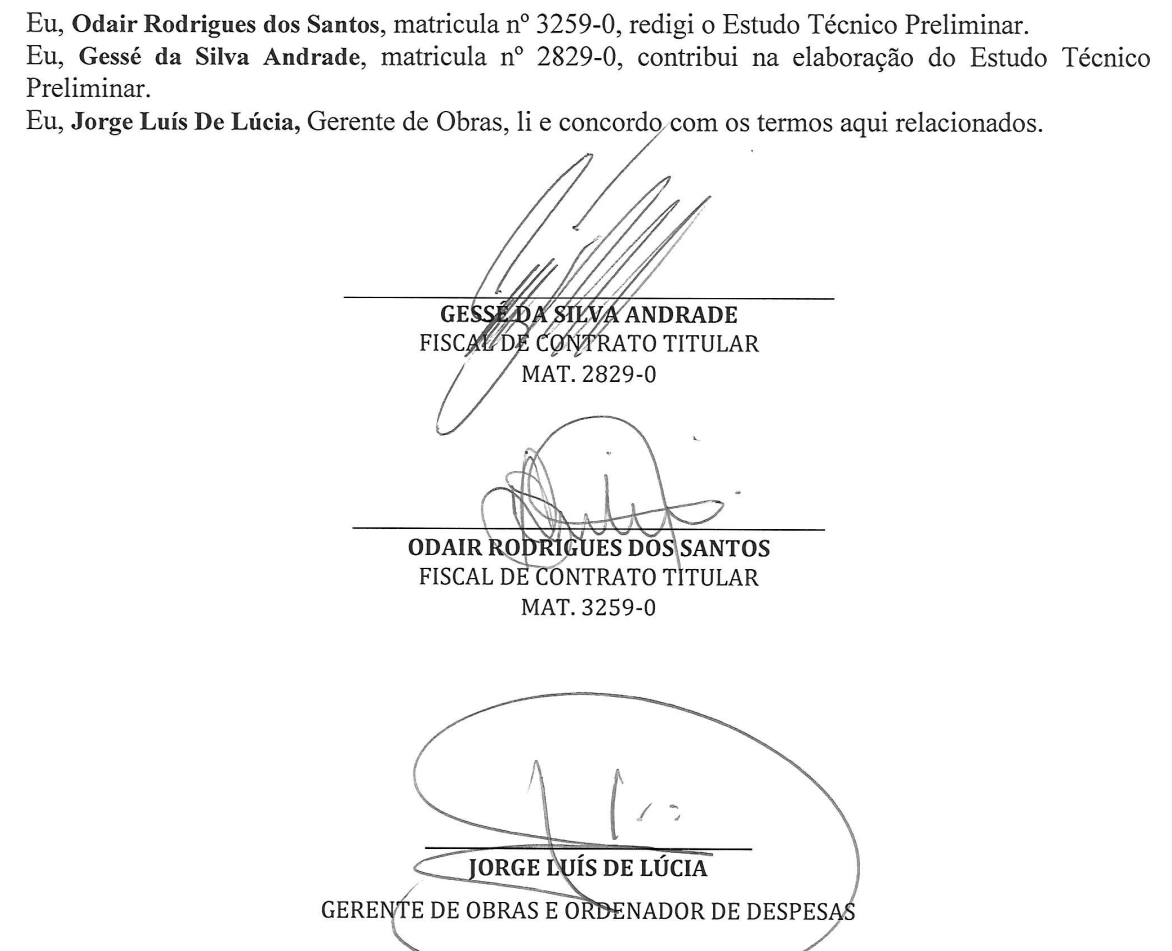 Eu, Odair Rodrigues dos Santos, matricula nº 3259-0, redigi o Estudo Técnico Preliminar.
Eu, Gessé da Silva Andrade, matricula nº 2829-0, contribui na elaboração do Estudo Técnico
Preliminar.
Eu, Jorge Luís De Lúcia, Gerente de Obras, li e concordo com os termos aqui relacionados.
GESSÉ DA SILVA ANDRADE
FISCAL DE CONTRATO TITULAR
MAT. 2829-0
ODAIR RODRIGUES DOS SANTOS
FISCAL DE CONTRATO TITULAR
MAT. 3259-0
JORGE LUÍS DE LÚCIA
GERENTE DE OBRAS E ORDENADOR DE DESPESAS